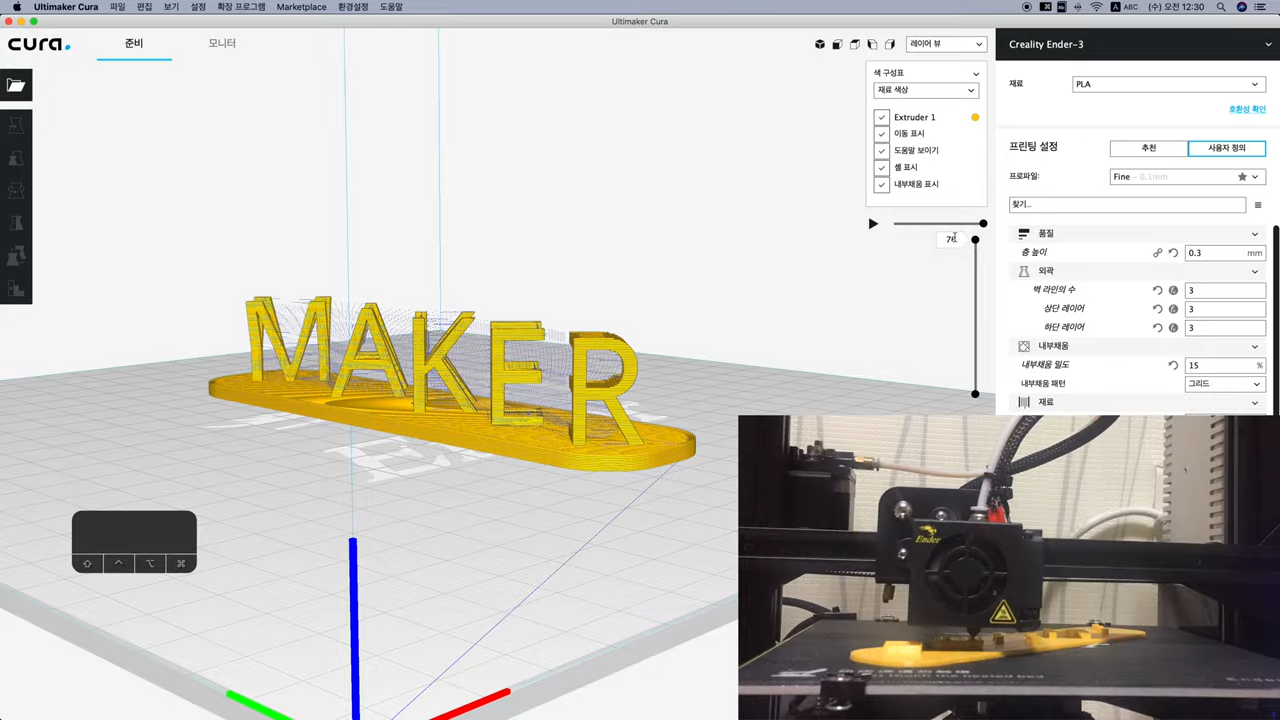 Ultimaker Cura 파일 편집 보기 설정 확장 프로그램 Marketplace 환경설정 도움말 ABC (수) 오전 12:30
Ultimaker Cura
cura. 준비 모니터 레이어 뷰 Creality Ender-3
색 구성표
재료 색상
Extruder 1
이동 표시
도움말 보이기
셸 표시
내부채움 표시
76
재료 PLA
호환성 확인
프린팅 설정 추천 사용자 정의
프로파일: Fine - 0.1mm
찾기...
품질
층 높이 0.3 mm
외곽
벽 라인의 수 3
상단 레이어 3
하단 레이어 3
내부채움
내부채움 밀도 15 %
내부채움 패턴 그리드
재료
MAKER
Ender